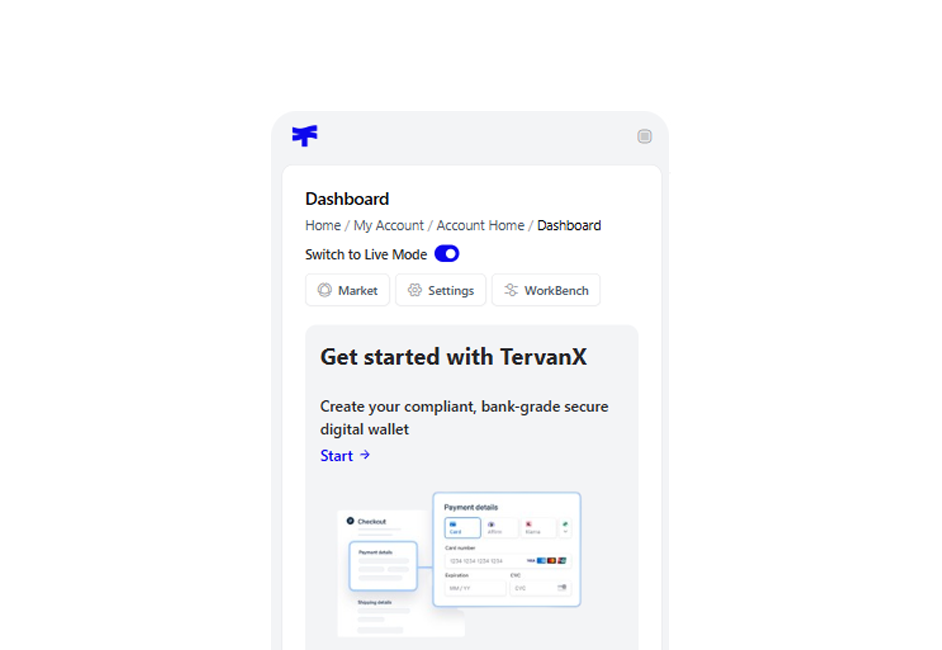 Dashboard
Home / My Account / Account Home / Dashboard
Switch to Live Mode
Market Settings WorkBench
Get started with TervanX
Create your compliant, bank-grade secure
digital wallet
Start →
Checkout
Payment details
Shipping details
Payment details
Card Affirm Klarna
Card number
1234 1234 1234 1234 VISA
Expiration CVC
MM / YY CVC